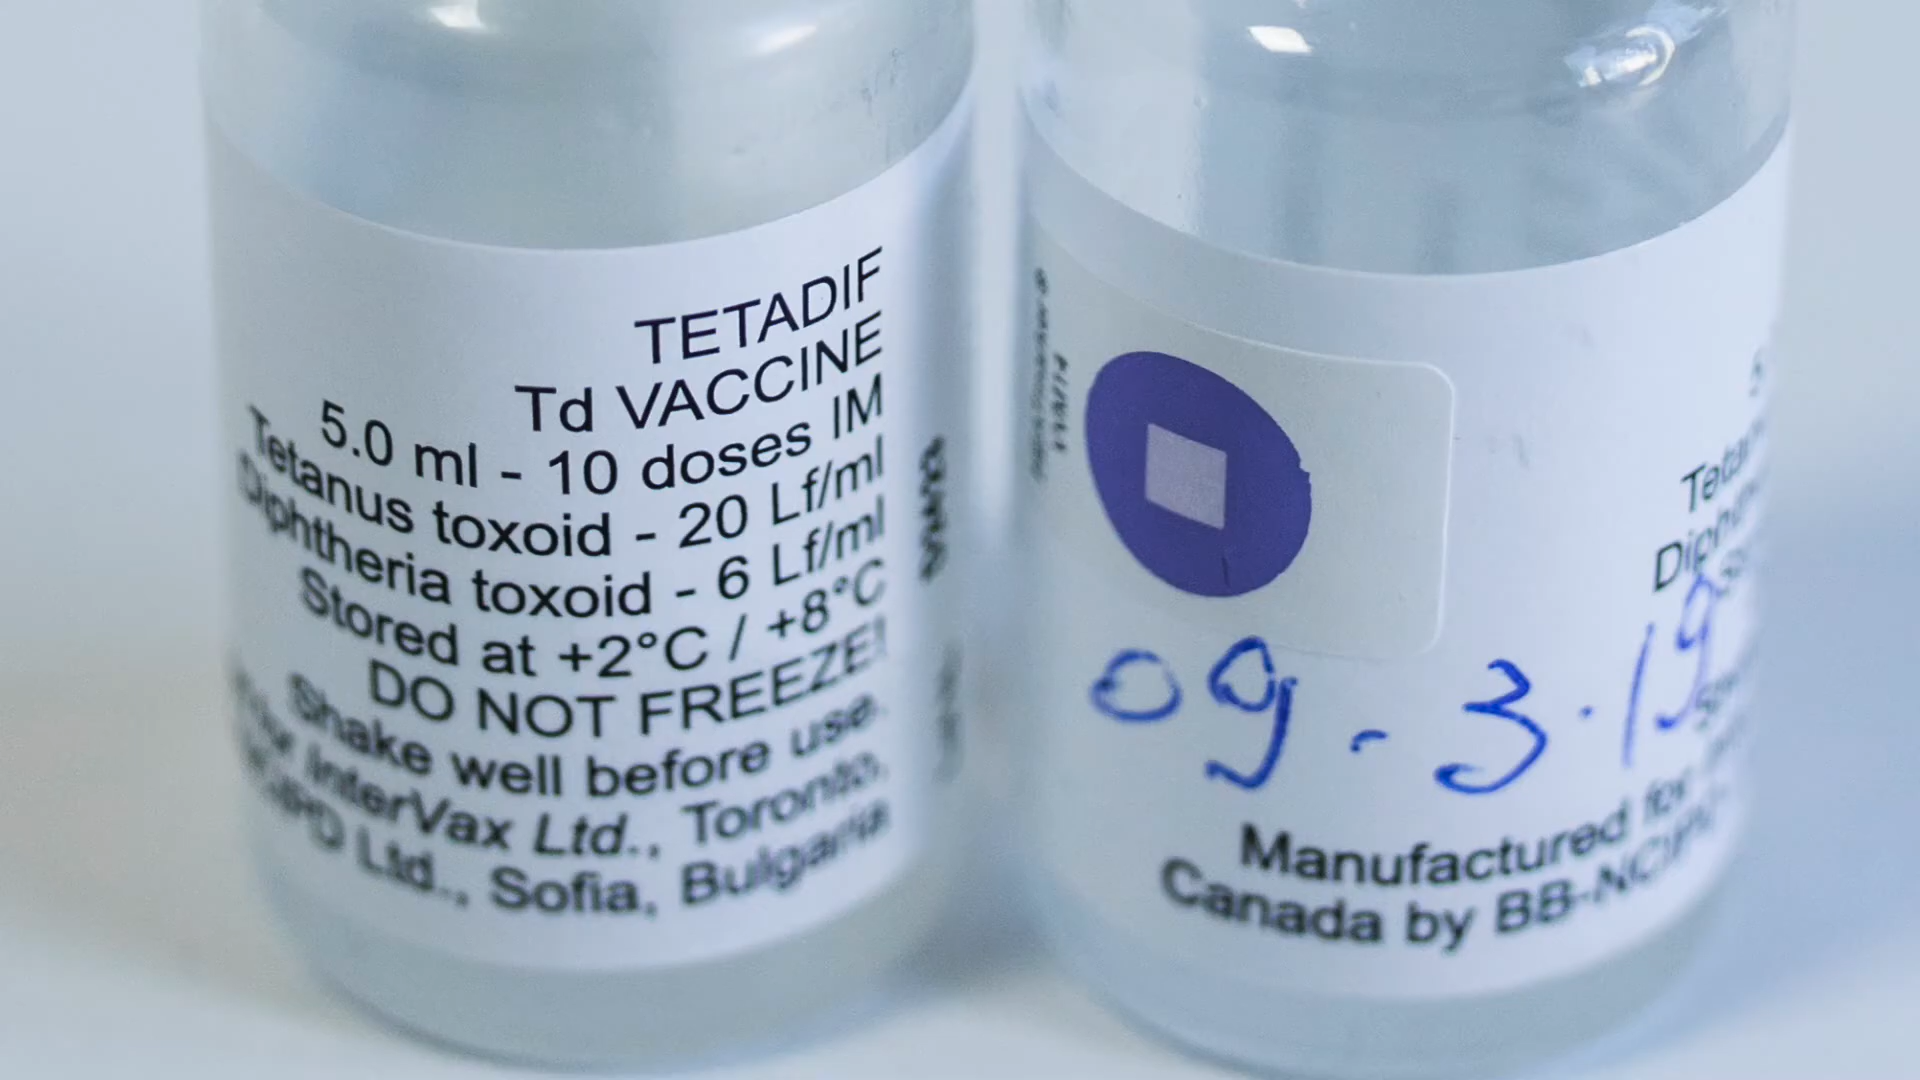 TETADIF
Td VACCINE
5.0 ml - 10 doses IM
Tetanus toxoid - 20 Lf/ml
Diphtheria toxoid - 6 Lf/ml
Stored at +2°C / +8°C
DO NOT FREEZE!
Shake well before use.
InterVax Ltd., Toronto,
Ltd., Sofia, Bulgaria
09 - 3.19
Manufactured for
Canada by BB-NCIPD